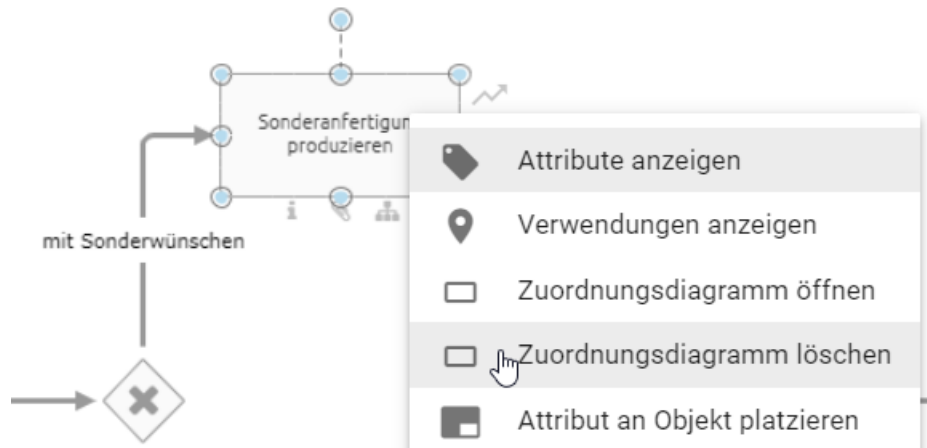 Sonderanfertigun
produzieren
mit Sonderwünschen
Attribute anzeigen
Verwendungen anzeigen
Zuordnungsdiagramm öffnen
Zuordnungsdiagramm löschen
Attribut an Objekt platzieren